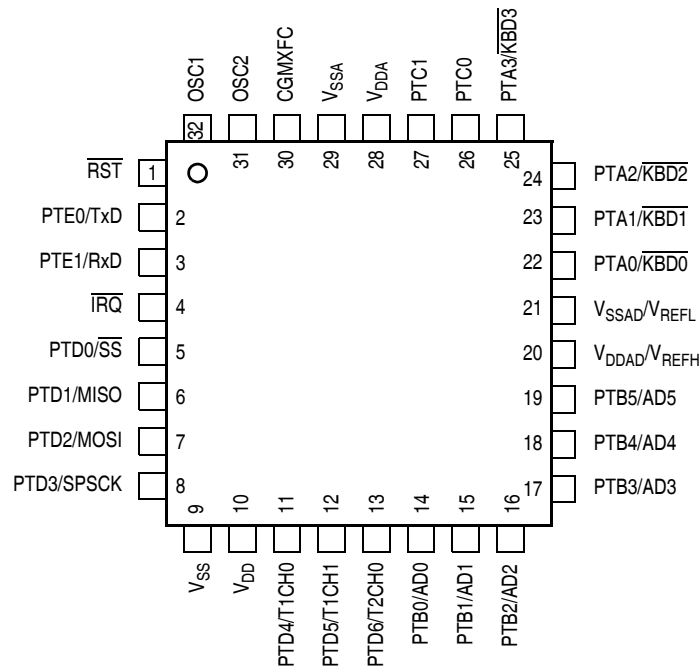 OSC1
OSC2
CGMXFC
VSSA
VDDA
PTC1
PTC0
PTA3/KBD3
32
31
30
29
28
27
26
25
RST
1
PTE0/TxD
2
PTE1/RxD
3
IRQ
4
PTD0/SS
5
PTD1/MISO
6
PTD2/MOSI
7
PTD3/SPSCK
8
24
PTA2/KBD2
23
PTA1/KBD1
22
PTA0/KBD0
21
VSSAD/VREFL
20
VDDAD/VREFH
19
PTB5/AD5
18
PTB4/AD4
17
PTB3/AD3
9
10
11
12
13
14
15
16
VSS
VDD
PTD4/T1CH0
PTD5/T1CH1
PTD6/T2CH0
PTB0/AD0
PTB1/AD1
PTB2/AD2